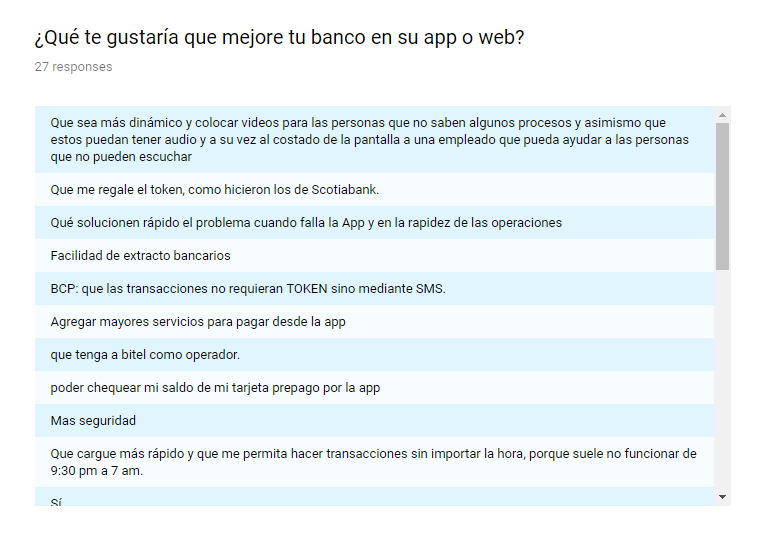 ¿Qué te gustaría que mejore tu banco en su app o web?
27 responses
Que sea más dinámico y colocar videos para las personas que no saben algunos procesos y asimismo que
estos puedan tener audio y a su vez al costado de la pantalla a una empleado que pueda ayudar a las personas
que no pueden escuchar
Que me regale el token, como hicieron los de Scotiabank.
Qué solucionen rápido el problema cuando falla la App y en la rapidez de las operaciones
Facilidad de extracto bancarios
BCP: que las transacciones no requieran TOKEN sino mediante SMS.
Agregar mayores servicios para pagar desde la app
que tenga a bitel como operador.
poder chequear mi saldo de mi tarjeta prepago por la app
Mas seguridad
Que cargue más rápido y que me permita hacer transacciones sin importar la hora, porque suele no funcionar de
9:30 pm a 7 am.
Sí